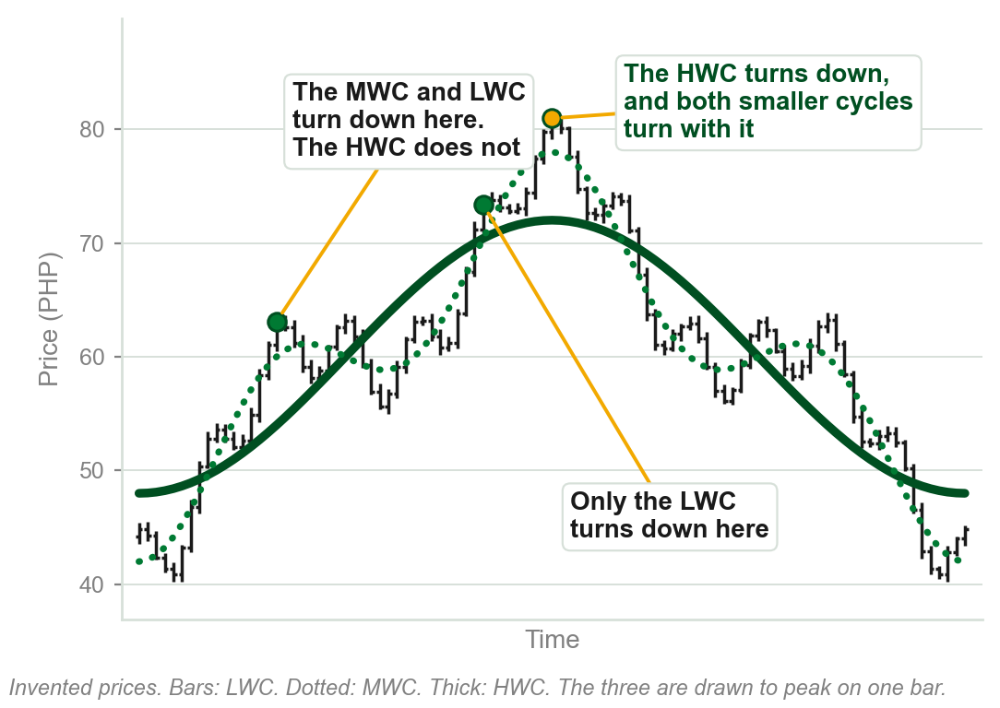 The MWC and LWC
turn down here.
The HWC does not
The HWC turns down,
and both smaller cycles
turn with it
80
70
60
50
40
Price (PHP)
Only the LWC
turns down here
Time
Invented prices. Bars: LWC. Dotted: MWC. Thick: HWC. The three are drawn to peak on one bar.